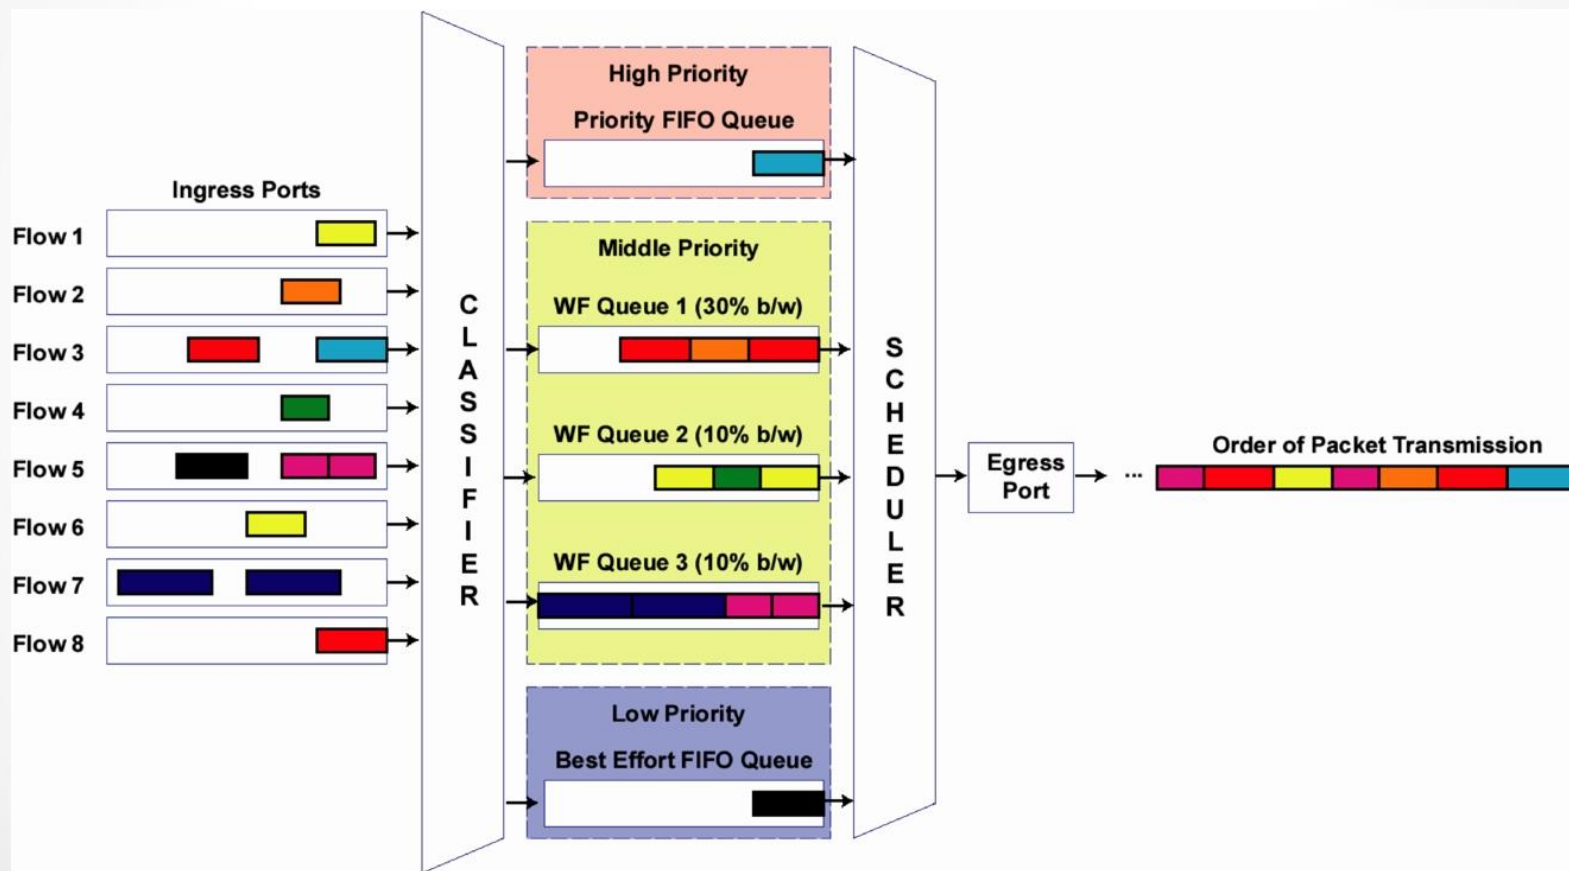 High Priority
Priority FIFO Queue
Ingress Ports
Flow 1
Flow 2
Flow 3
Flow 4
Flow 5
Flow 6
Flow 7
Flow 8
CLASSIFIER
Middle Priority
WF Queue 1 (30% b/w)
WF Queue 2 (10% b/w)
WF Queue 3 (10% b/w)
Low Priority
Best Effort FIFO Queue
SCHEDULER
Egress
Port
...
Order of Packet Transmission